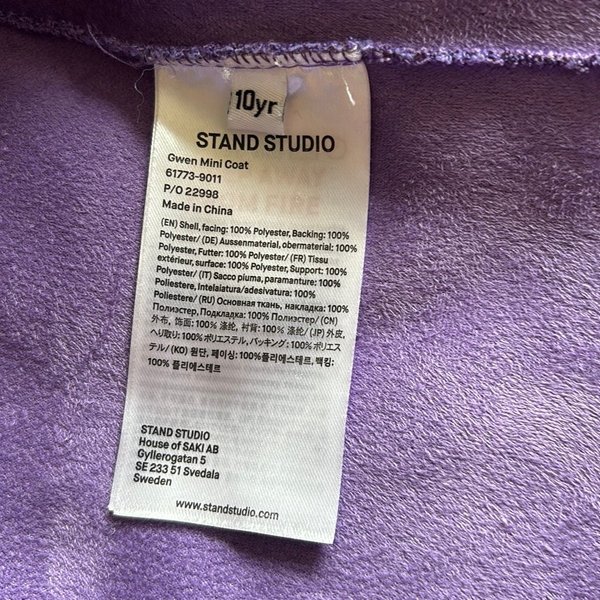 10yr
STAND STUDIO
Gwen Mini Coat
61773-9011
P/O 22998
Made in China
(EN) Shell, facing: 100% Polyester, Backing: 100%
Polyester/ (DE) Aussenmaterial, obermaterial: 100%
Polyester, Futter: 100% Polyester/ (FR) Tissu
extérieur, surface: 100% Polyester, Support: 100%
Polyester/ (IT) Sacco piuma, paramanture: 100%
Poliestere, Intelaiatura/adesivatura: 100%
Poliestere/ (RU) Основная ткань, накладка: 100%
Полиэстер, Подкладка: 100% Полиэстер/ (CN)
外布, 饰面: 100% 涤纶, 衬背: 100% 涤纶/ (JP) 外皮,
ヘリ取り: 100% ポリエステル, バッキング: 100% ポリエス
テル/ (KO) 원단, 페이싱: 100%폴리에스테르, 백킹:
100% 폴리에스테르
STAND STUDIO
House of SAKI AB
Gyllerogatan 5
SE 233 51 Svedala
Sweden
www.standstudio.com